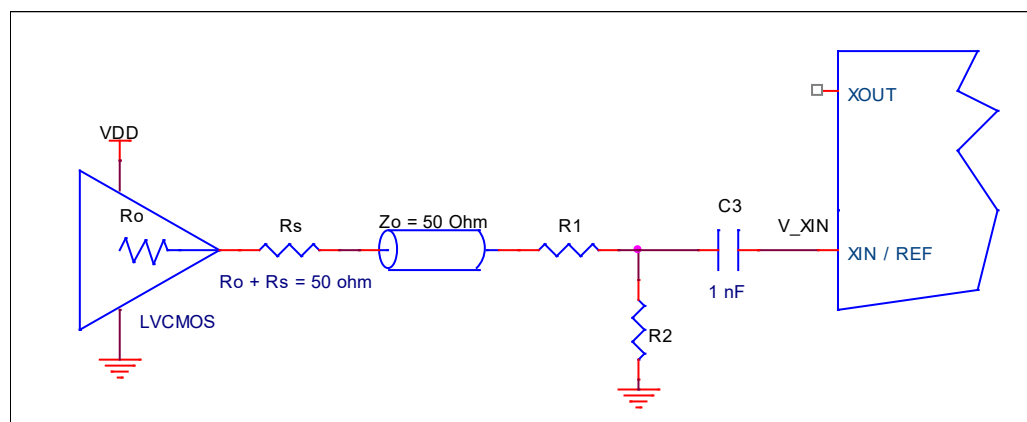 XOUT
VDD
Ro
Rs
Zo = 50 Ohm
R1
C3
V_XIN
XIN / REF
Ro + Rs = 50 ohm
1 nF
LVCMOS
R2